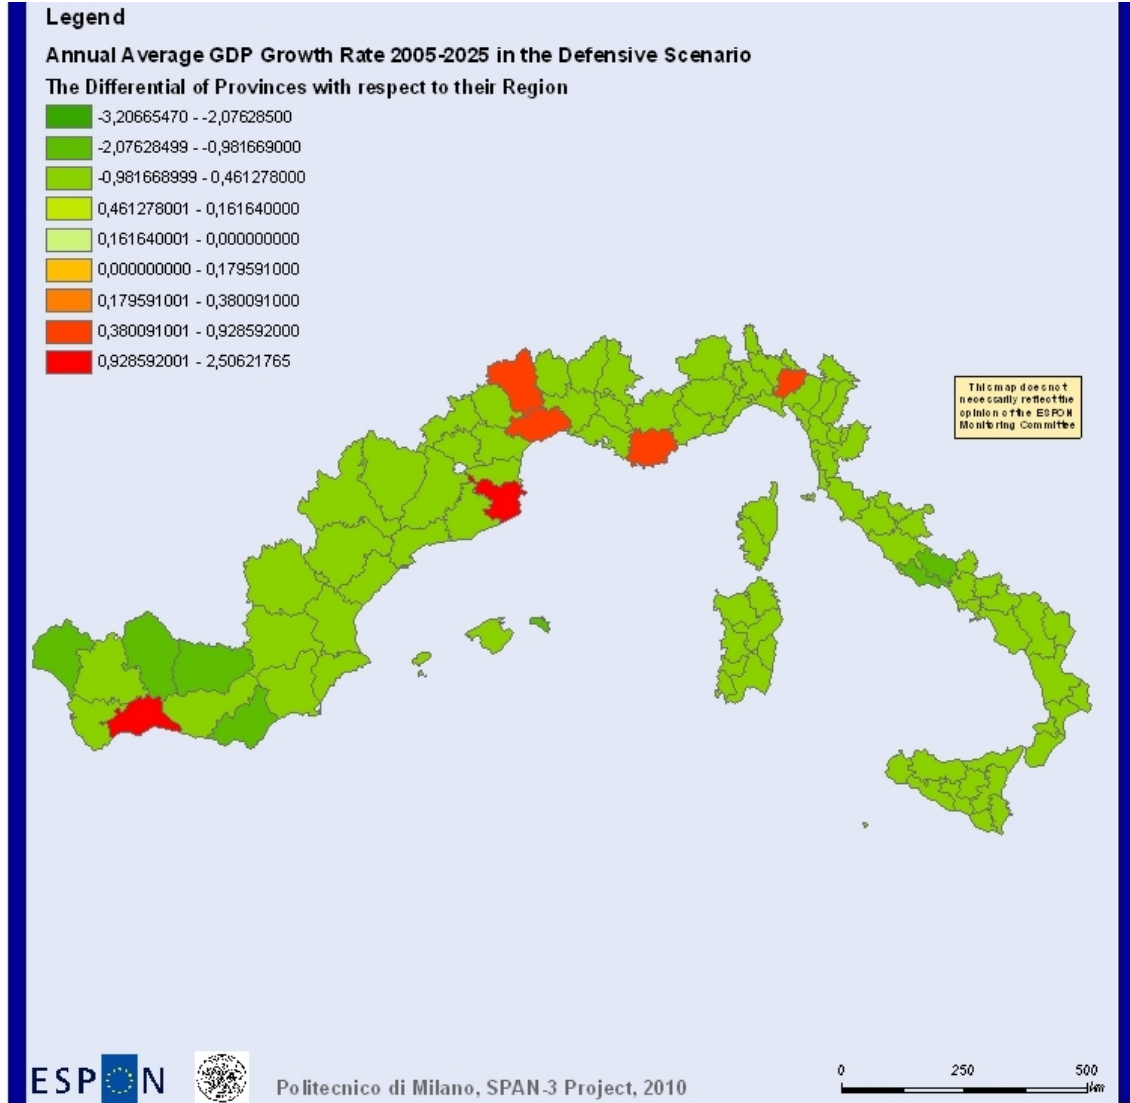 Legend
Annual Average GDP Growth Rate 2005-2025 in the Defensive Scenario
The Differential of Provinces with respect to their Region
-3,20665470 - -2,07628500
-2,07628499 - -0,981669000
-0,981668999 - 0,461278000
0,461278001 - 0,161640000
0,161640001 - 0,000000000
0,000000000 - 0,179591000
0,179591001 - 0,380091000
0,380091001 - 0,928592000
0,928592001 - 2,50621765
This map does not
necessarily reflect the
opinion of the ESPON
Monitoring Committee
ESPON
Politecnico di Milano, SPAN-3 Project, 2010
0 250 500
km